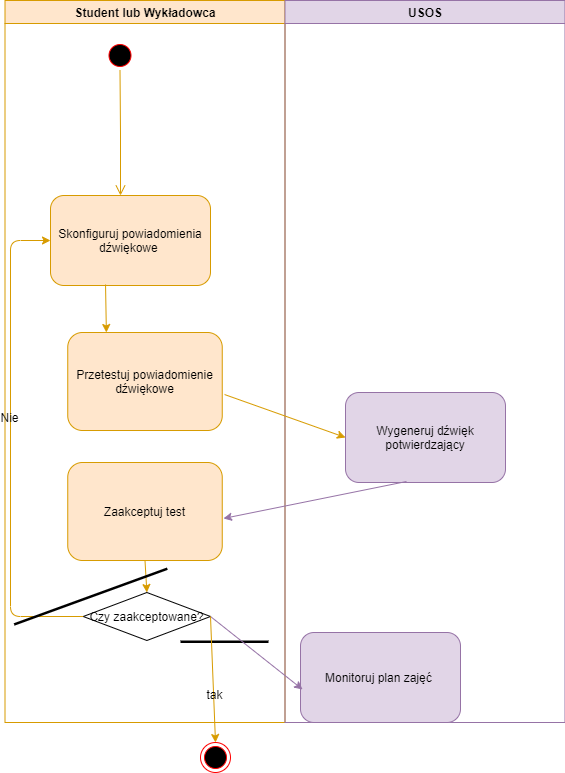 Student lub Wykładowca
USOS
Skonfiguruj powiadomienia
dźwiękowe
Przetestuj powiadomienie
dźwiękowe
Nie
Wygeneruj dźwięk
potwierdzający
Zaakceptuj test
Czy zaakceptowane?
Monitoruj plan zajęć
tak